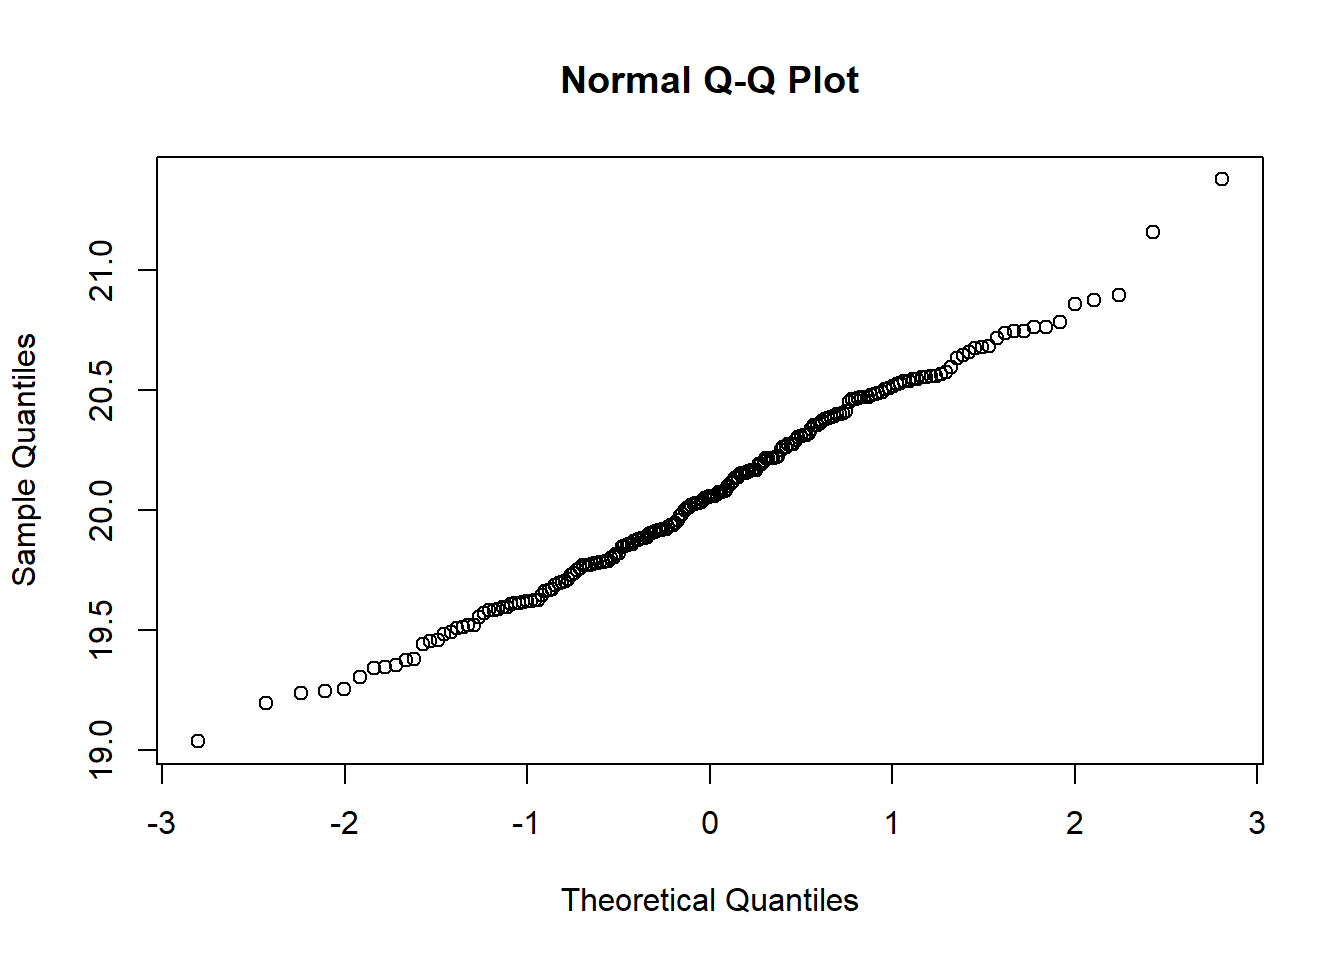 Normal Q-Q Plot
Sample Quantiles
21.0
20.5
20.0
19.5
19.0
-3 -2 -1 0 1 2 3
Theoretical Quantiles